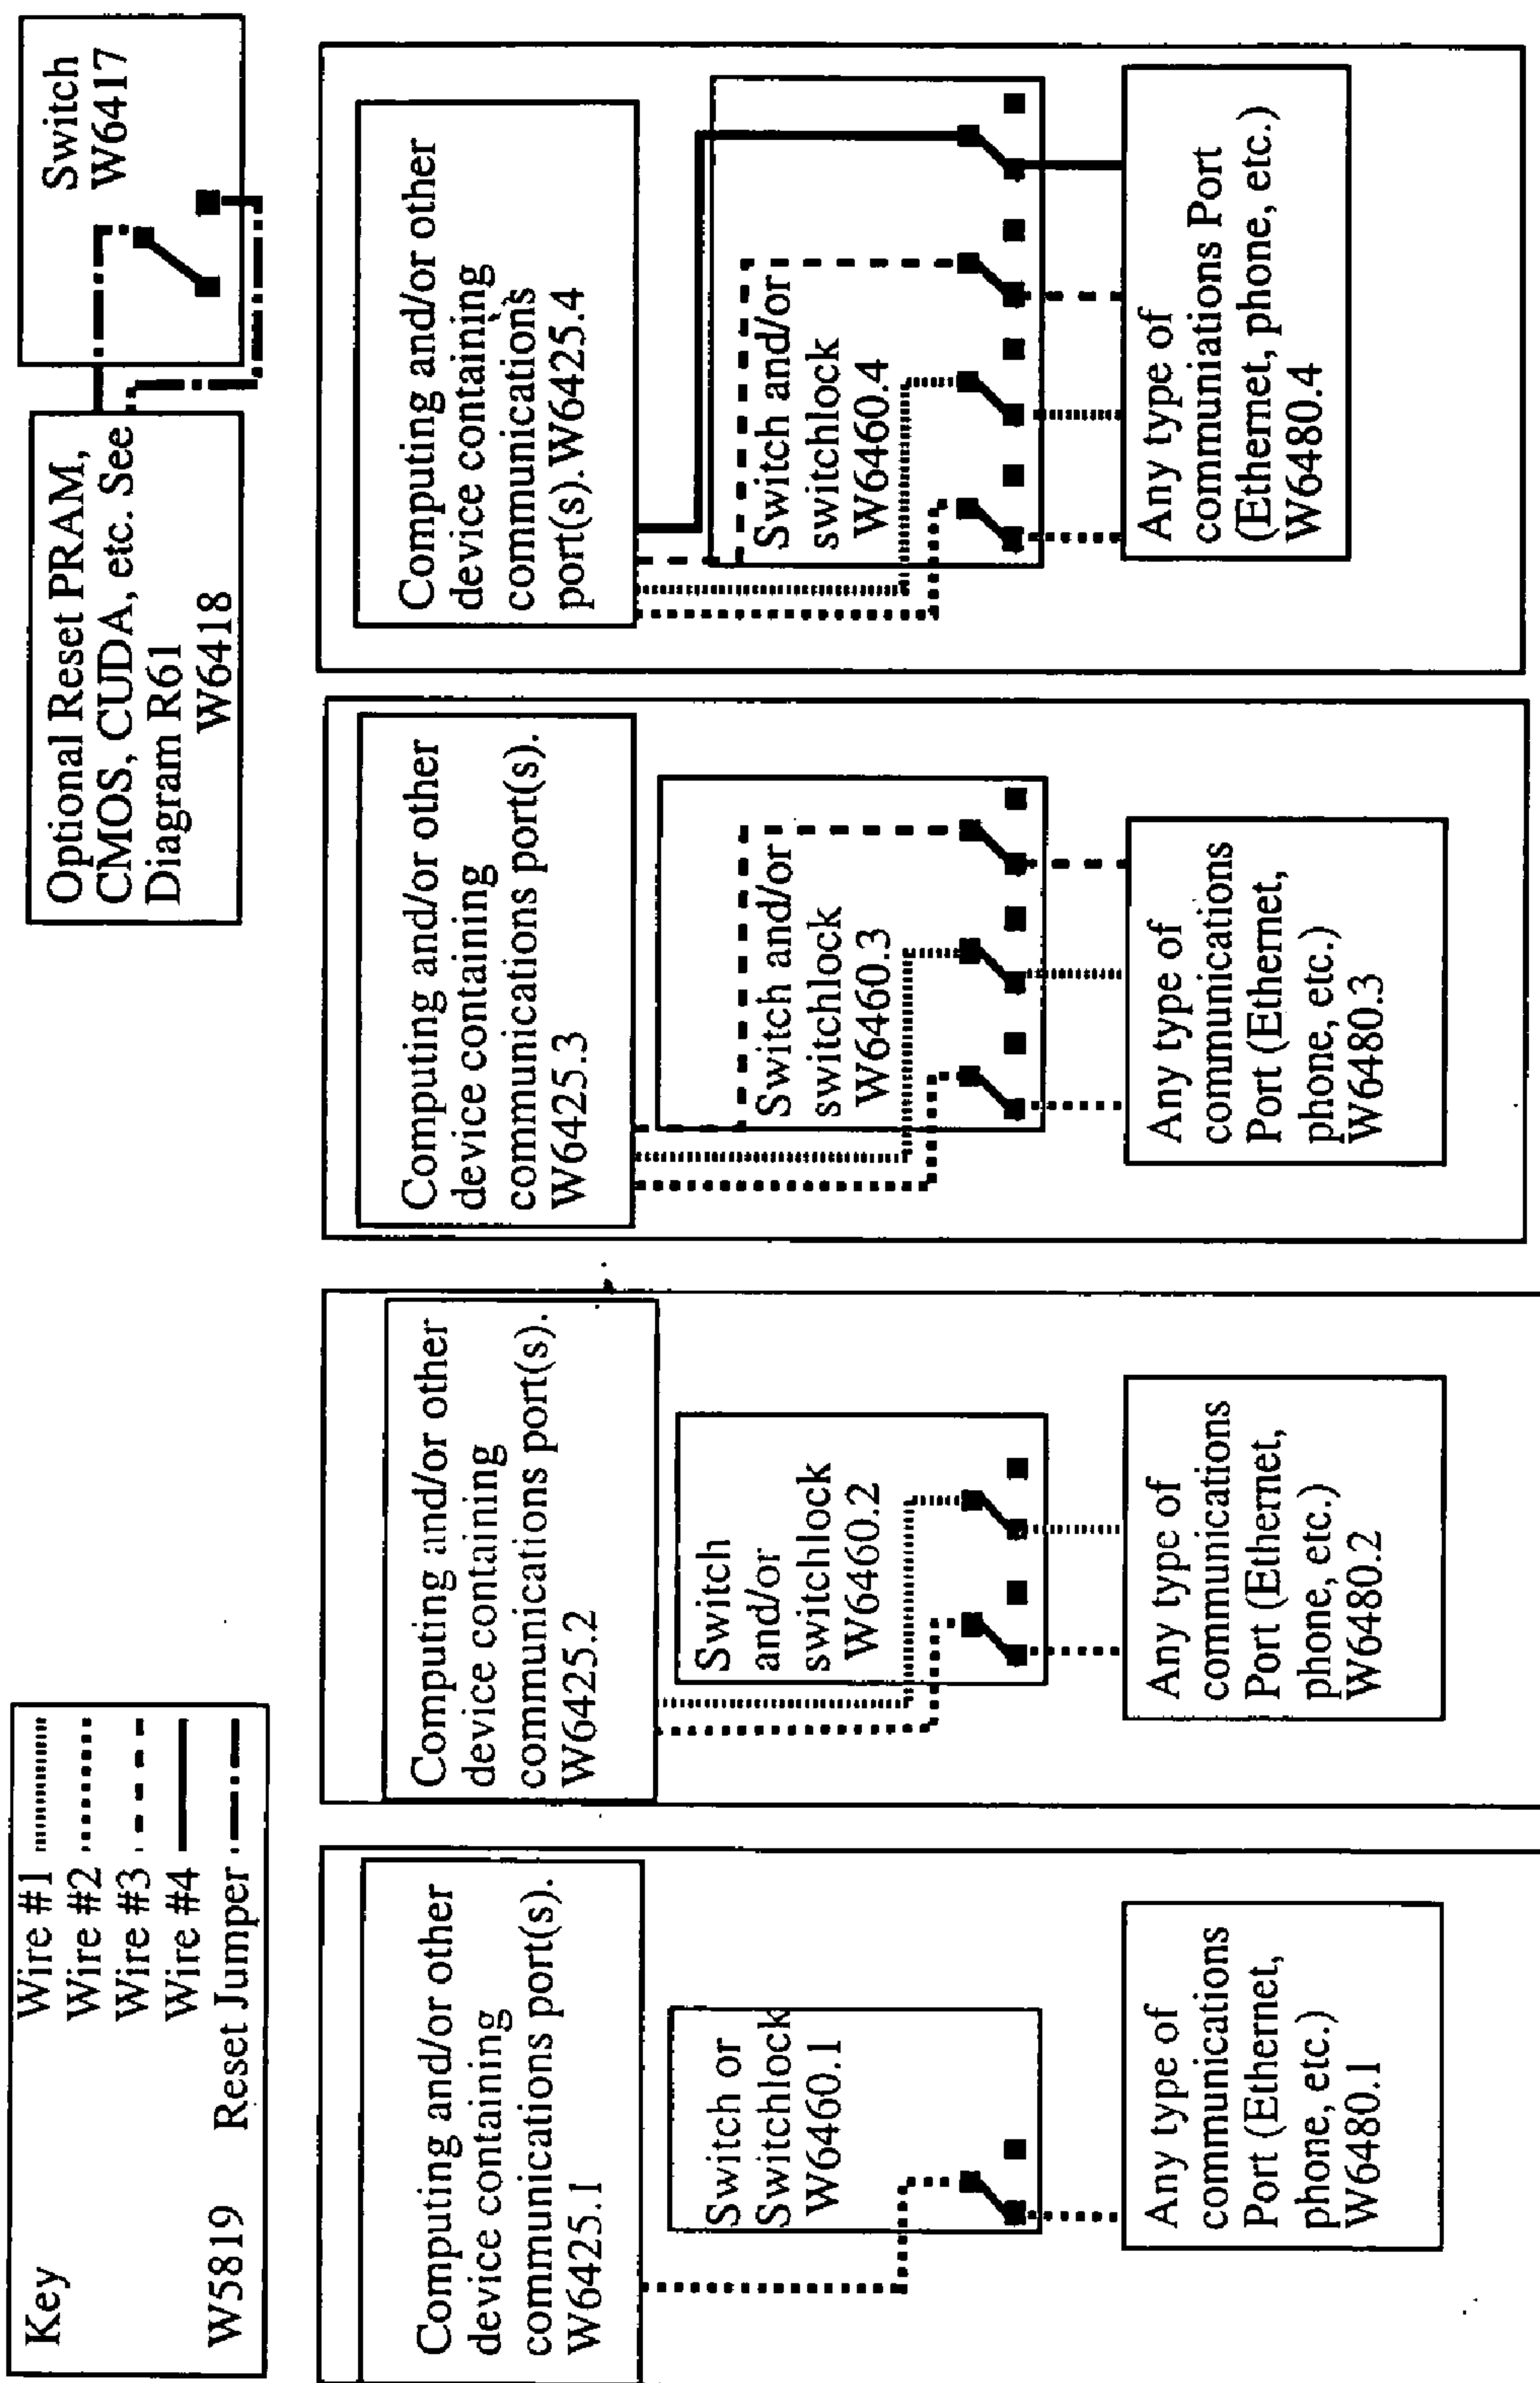 Key
Wire #1
Wire #2
Wire #3
Wire #4
W5819 Reset Jumper
Optional Reset PRAM,
CMOS, CUDA, etc. See
Diagram R61
W6418
Switch
W6417
Computing and/or other
device containing
communications port(s).
W6425.1
Switch or
Switchlock
W6460.1
Any type of
communications
Port (Ethernet,
phone, etc.)
W6480.1
Computing and/or other
device containing
communications port(s).
W6425.2
Switch
and/or
switchlock
W6460.2
Any type of
communications
Port (Ethernet,
phone, etc.)
W6480.2
Computing and/or other
device containing
communications port(s).
W6425.3
Switch and/or
switchlock
W6460.3
Any type of
communications
Port (Ethernet,
phone, etc.)
W6480.3
Computing and/or other
device containing
communications
port(s).W6425.4
Switch and/or
switchlock
W6460.4
Any type of
communiations Port
(Ethernet, phone, etc.)
W6480.4